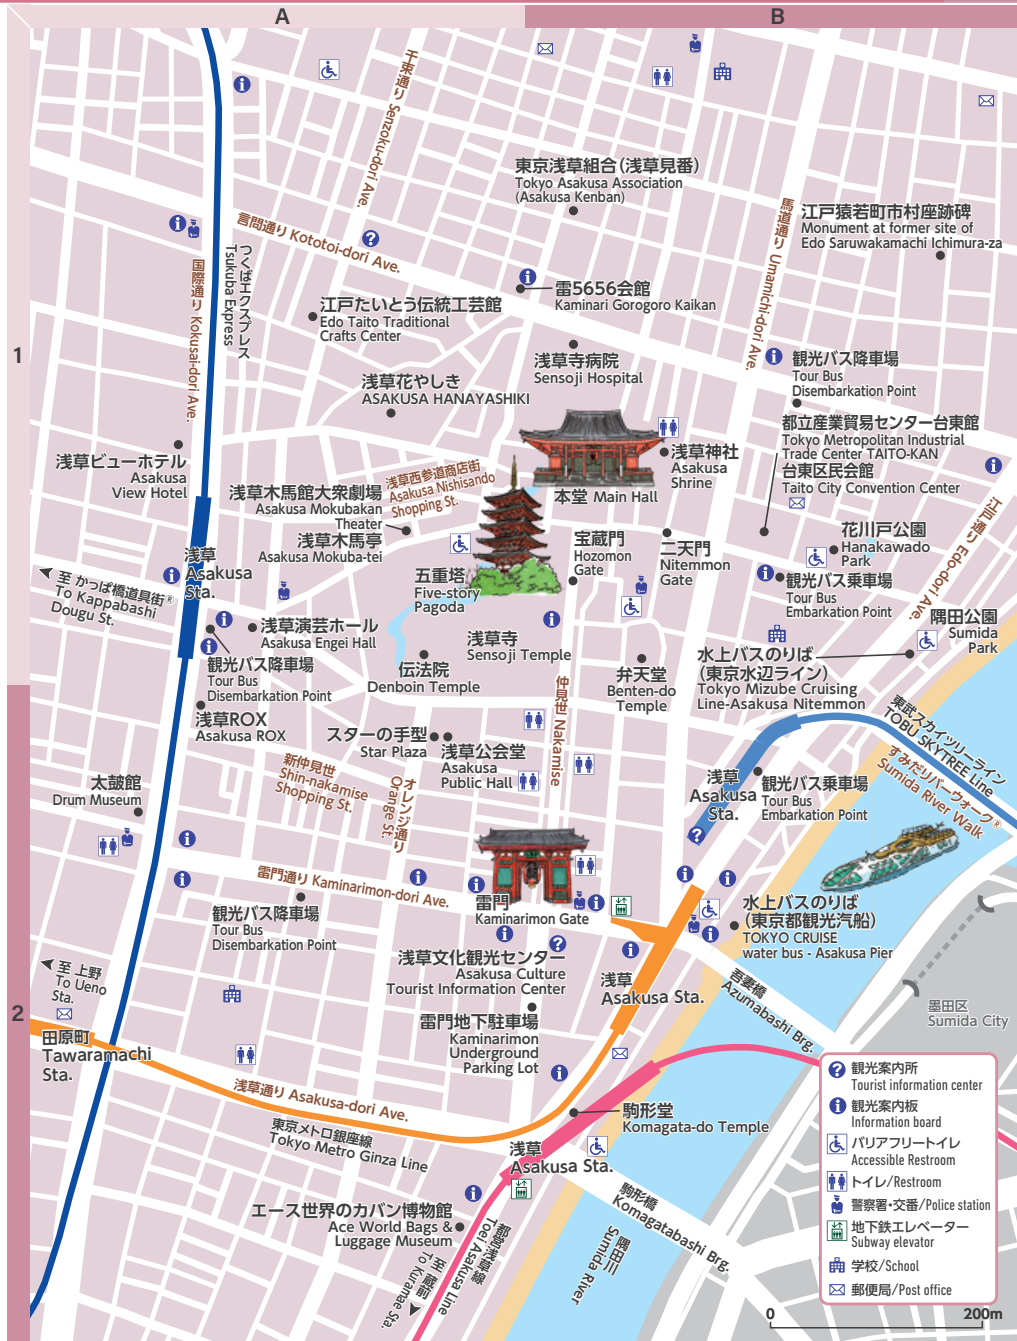 A
B
1
2
千束通り Senzoku-dori Ave.
東京浅草組合(浅草見番)
Tokyo Asakusa Association
(Asakusa Kenban)
馬道通り Umamichi-dori Ave.
江戸猿若町市村座跡碑
Monument at former site of
Edo Saruwakamachi Ichimura-za
言問通り Kototoi-dori Ave.
国際通り Kokusai-dori Ave.
つくばエクスプレス
Tsukuba Express
雷5656会館
Kaminari Gorogoro Kaikan
江戸たいとう伝統工芸館
Edo Taito Traditional
Crafts Center
浅草寺病院
Sensoji Hospital
観光バス降車場
Tour Bus
Disembarkation Point
浅草花やしき
ASAKUSA HANAYASHIKI
都立産業貿易センター台東館
Tokyo Metropolitan Industrial
Trade Center TAITO-KAN
台東区民会館
Taito City Convention Center
浅草ビューホテル
Asakusa
View Hotel
浅草西参道商店街
Asakusa Nishisando
Shopping St.
浅草神社
Asakusa
Shrine
本堂 Main Hall
浅草木馬館大衆劇場
Asakusa Mokubakan
Theater
浅草木馬亭
Asakusa Mokuba-tei
宝蔵門
Hozomon
Gate
二天門
Nitemmon
Gate
花川戸公園
Hanakawado
Park
江戸通り Edo-dori Ave.
浅草
Asakusa
Sta.
至 かっぱ橋道具街®
To Kappabashi
Dougu St.
五重塔
Five-story
Pagoda
観光バス乗車場
Tour Bus
Embarkation Point
隅田公園
Sumida
Park
浅草演芸ホール
Asakusa Engei Hall
浅草寺
Sensoji Temple
観光バス降車場
Tour Bus
Disembarkation Point
伝法院
Denboin Temple
弁天堂
Benten-do
Temple
水上バスのりば
(東京水辺ライン)
Tokyo Mizube Cruising
Line-Asakusa Nitemmon
仲見世 Nakamise
浅草ROX
Asakusa ROX
スターの手型
Star Plaza
浅草公会堂
Asakusa
Public Hall
東武スカイツリーライン
TOBU SKYTREE Line
すみだリバーウォーク®
Sumida River Walk
新仲見世
Shin-nakamise
Shopping St.
オレンジ通り
Orange St.
太鼓館
Drum Museum
浅草
Asakusa
Sta.
観光バス乗車場
Tour Bus
Embarkation Point
雷門通り Kaminarimon-dori Ave.
雷門
Kaminarimon Gate
観光バス降車場
Tour Bus
Disembarkation Point
水上バスのりば
(東京都観光汽船)
TOKYO CRUISE
water bus - Asakusa Pier
浅草文化観光センター
Asakusa Culture
Tourist Information Center
浅草
Asakusa Sta.
吾妻橋
Azumabashi Brg.
至 上野
To Ueno
Sta.
墨田区
Sumida City
雷門地下駐車場
Kaminarimon
Underground
Parking Lot
田原町
Tawaramachi
Sta.
浅草通り Asakusa-dori Ave.
東京メトロ銀座線
Tokyo Metro Ginza Line
駒形堂
Komagata-do Temple
浅草
Asakusa Sta.
駒形橋
Komagatabashi Brg.
エース世界のカバン博物館
Ace World Bags &
Luggage Museum
都営浅草線
Toei Asakusa Line
至 蔵前
To Kuramae Sta.
隅田川
Sumida River
観光案内所
Tourist information center
観光案内板
Information board
バリアフリートイレ
Accessible Restroom
トイレ/Restroom
警察署・交番/Police station
地下鉄エレベーター
Subway elevator
学校/School
郵便局/Post office
0 200m